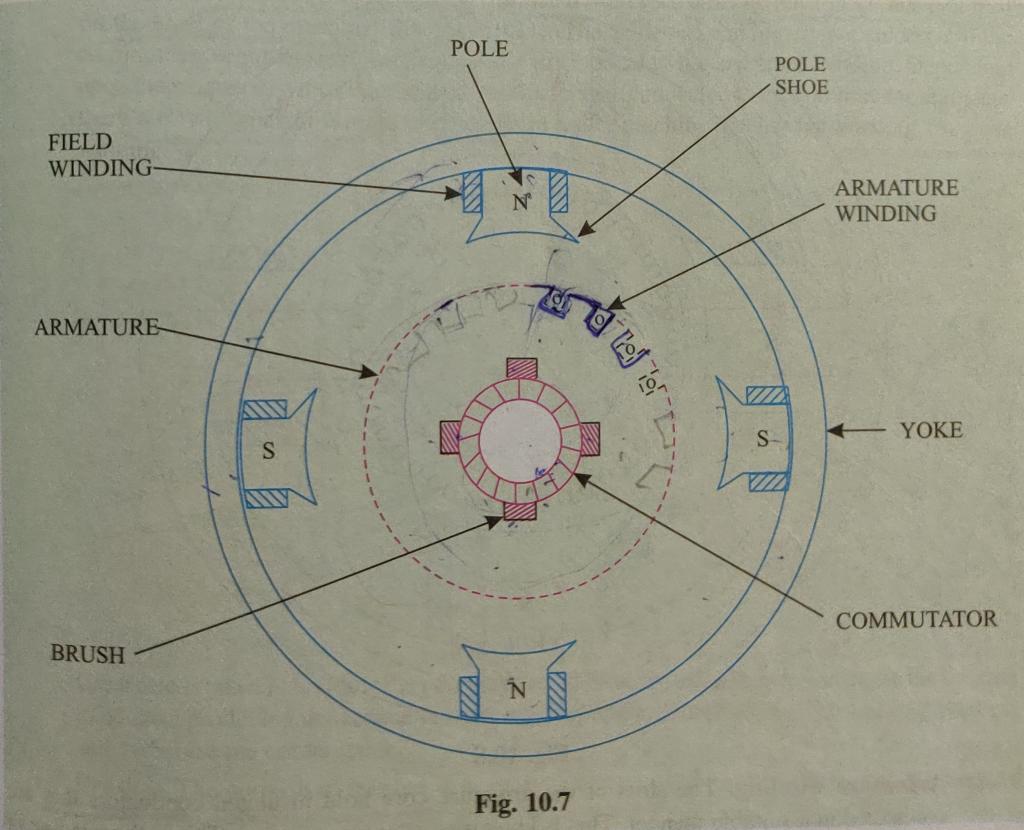 POLE
POLE
SHOE
FIELD
WINDING
N
ARMATURE
WINDING
ARMATURE
S
S
YOKE
COMMUTATOR
BRUSH
N
Fig. 10.7